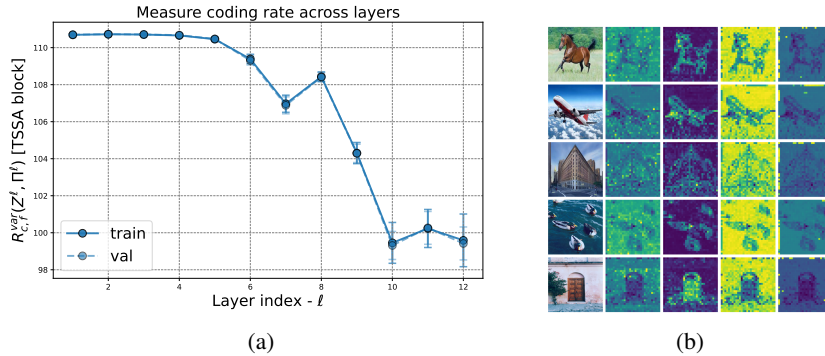 Measure coding rate across layers
110
108
106
104
102
100
98
R^{var}_{c,f}(Z^ℓ, Π^ℓ) [TSSA block]
train
val
2 4 6 8 10 12
Layer index - ℓ
(a) (b)